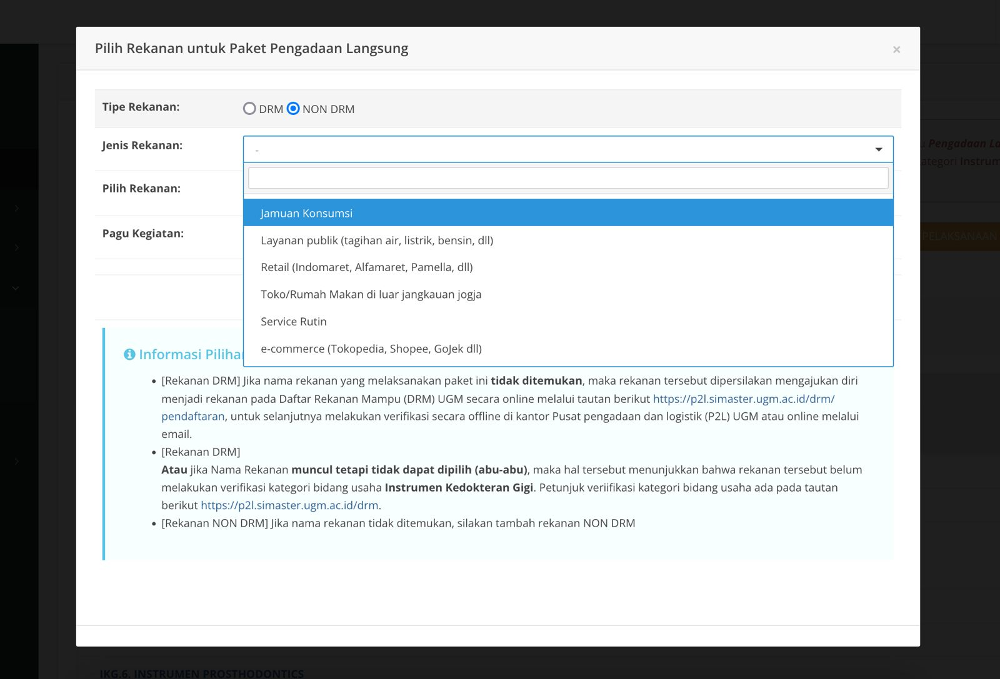 Pilih Rekanan untuk Paket Pengadaan Langsung
×
Tipe Rekanan:
DRM NON DRM
Jenis Rekanan:
-
Pilih Rekanan:
Jamuan Konsumsi
Pagu Kegiatan:
Layanan publik (tagihan air, listrik, bensin, dll)
Retail (Indomaret, Alfamaret, Pamella, dll)
Toko/Rumah Makan di luar jangkauan jogja
Service Rutin
e-commerce (Tokopedia, Shopee, GoJek dll)
Informasi Pilihan
• [Rekanan DRM] Jika nama rekanan yang melaksanakan paket ini tidak ditemukan, maka rekanan tersebut dipersilakan mengajukan diri
menjadi rekanan pada Daftar Rekanan Mampu (DRM) UGM secara online melalui tautan berikut https://p2l.simaster.ugm.ac.id/drm/
pendaftaran, untuk selanjutnya melakukan verifikasi secara offline di kantor Pusat pengadaan dan logistik (P2L) UGM atau online melalui
email.
• [Rekanan DRM]
Atau jika Nama Rekanan muncul tetapi tidak dapat dipilih (abu-abu), maka hal tersebut menunjukkan bahwa rekanan tersebut belum
melakukan verifikasi kategori bidang usaha Instrumen Kedokteran Gigi. Petunjuk veriifikasi kategori bidang usaha ada pada tautan
berikut https://p2l.simaster.ugm.ac.id/drm.
• [Rekanan NON DRM] Jika nama rekanan tidak ditemukan, silakan tambah rekanan NON DRM
Pengadaan La
ategori Instrum
PELAKSANAAN
IKG.6. INSTRUMEN PROSTHODONTICS